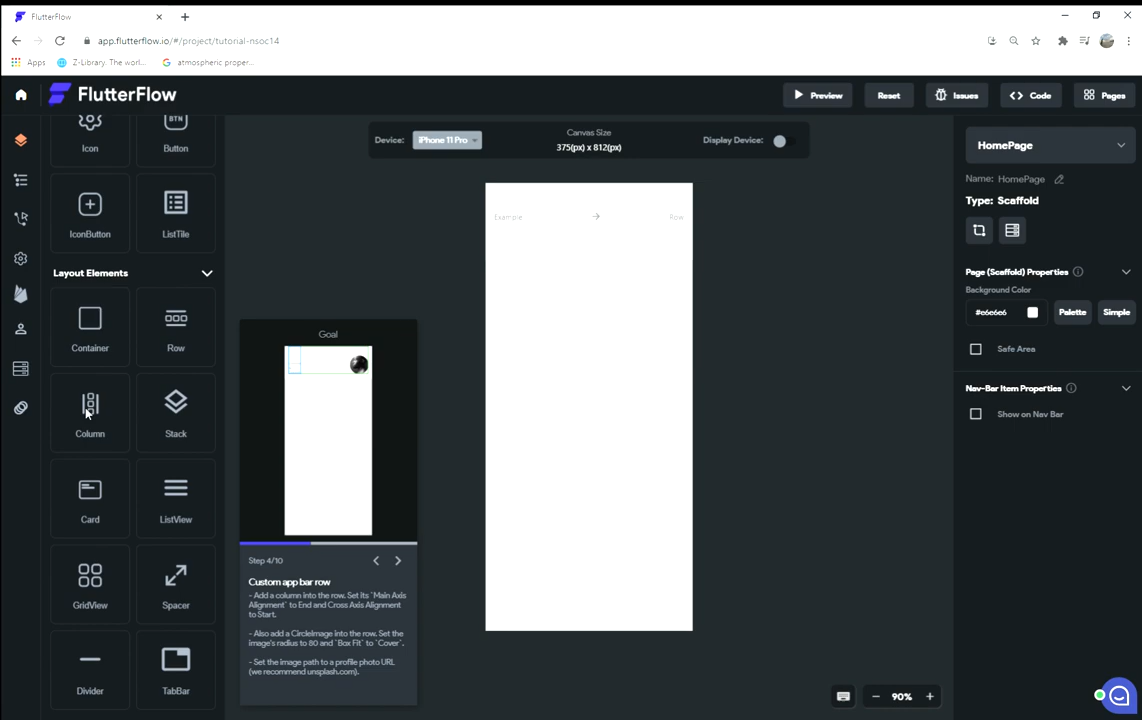 FlutterFlow
app.flutterflow.io/#/project/tutorial-nsoc14
Apps
Z-Library. The worl...
atmospheric proper...
FlutterFlow
Preview
Reset
Issues
Code
Pages
Icon
Button
IconButton
ListTile
Layout Elements
Container
Row
Column
Stack
Card
ListView
GridView
Spacer
Divider
TabBar
BTN
Device:
iPhone 11 Pro
Canvas Size
375(px) x 812(px)
Display Device:
Example
Row
Goal
Step 4/10
Custom app bar row
- Add a column into the row. Set its `Main Axis
Alignment` to End and Cross Axis Alignment
to Start.
- Also add a CircleImage into the row. Set the
image's radius to 80 and `Box Fit` to `Cover`.
- Set the image path to a profile photo URL
(we recommend unsplash.com).
90%
HomePage
Name: HomePage
Type: Scaffold
Page (Scaffold) Properties
Background Color
#e6e6e6
Palette
Simple
Safe Area
Nav-Bar Item Properties
Show on Nav Bar